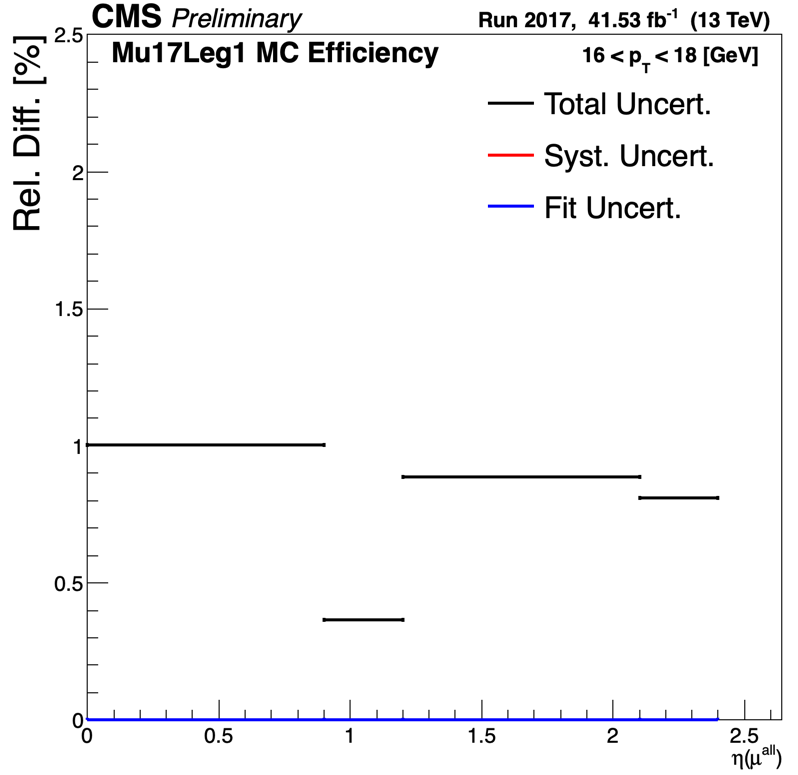 CMS Preliminary
Run 2017, 41.53 fb⁻¹ (13 TeV)
Mu17Leg1 MC Efficiency
16 < p_T < 18 [GeV]
Rel. Diff. [%]
Total Uncert.
Syst. Uncert.
Fit Uncert.
2.5
2
1.5
1
0.5
0
0 0.5 1 1.5 2 2.5
η(μ^all)